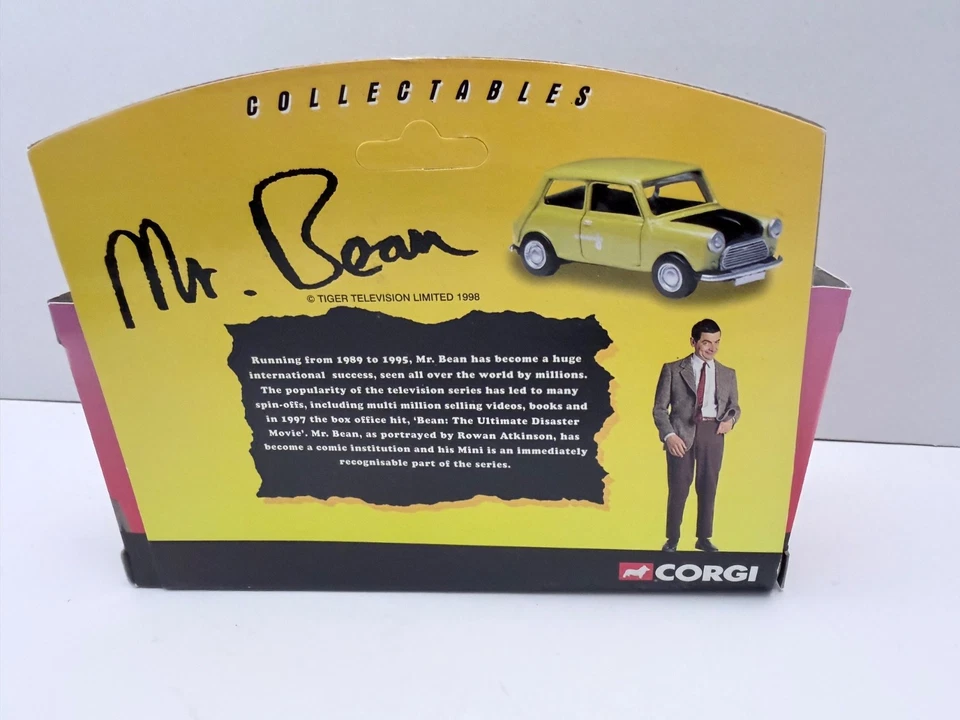 COLLECTABLES
Mr. Bean
© TIGER TELEVISION LIMITED 1998
Running from 1989 to 1995, Mr. Bean has become a huge
international success, seen all over the world by millions.
The popularity of the television series has led to many
spin-offs, including multi million selling videos, books and
in 1997 the box office hit, ‘Bean: The Ultimate Disaster
Movie’. Mr. Bean, as portrayed by Rowan Atkinson, has
become a comic institution and his Mini is an immediately
recognisable part of the series.
CORGI